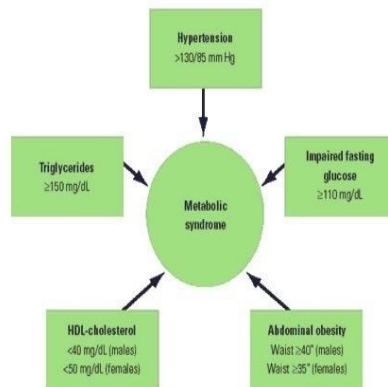 Hypertension
>130/85 mm Hg
Triglycerides
≥150 mg/dL
Impaired fasting
glucose
≥110 mg/dL
Metabolic
syndrome
HDL-cholesterol
<40 mg/dL (males)
<50 mg/dL (females)
Abdominal obesity
Waist ≥40" (males)
Waist ≥35" (females)